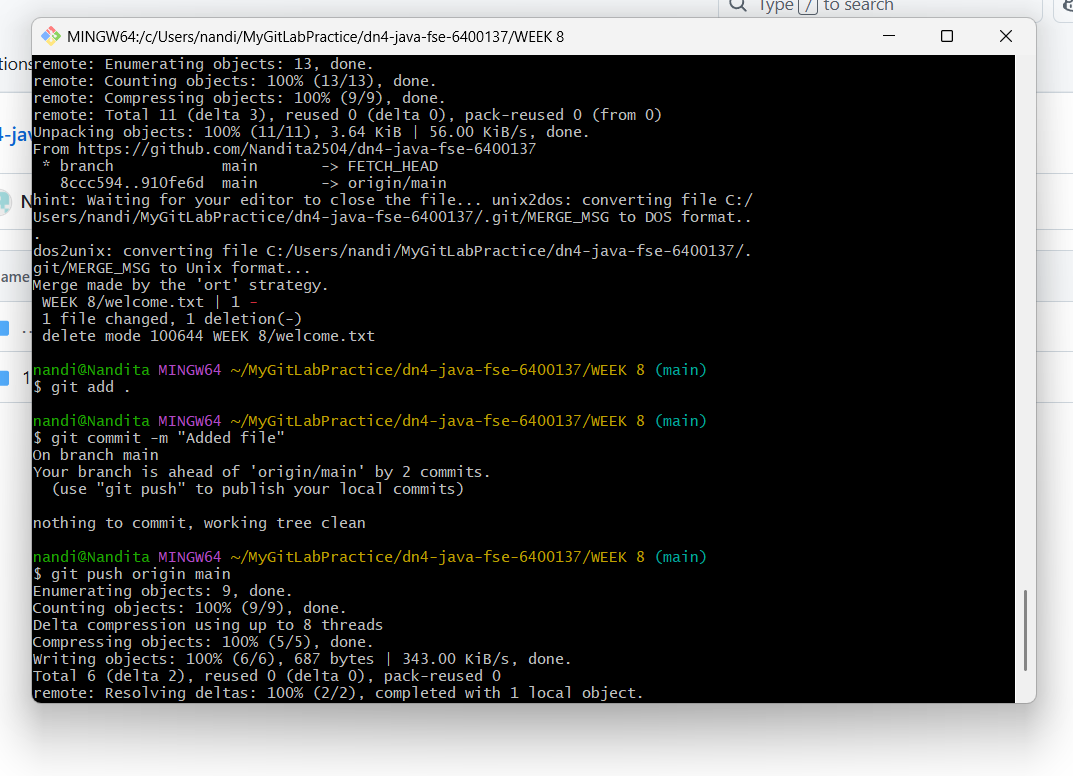 Type / to search
MINGW64:/c/Users/nandi/MyGitLabPractice/dn4-java-fse-6400137/WEEK 8
remote: Enumerating objects: 13, done.
remote: Counting objects: 100% (13/13), done.
remote: Compressing objects: 100% (9/9), done.
remote: Total 11 (delta 3), reused 0 (delta 0), pack-reused 0 (from 0)
Unpacking objects: 100% (11/11), 3.64 KiB | 56.00 KiB/s, done.
From https://github.com/Nandita2504/dn4-java-fse-6400137
 * branch            main       -> FETCH_HEAD
   8ccc594..910fe6d  main       -> origin/main
hint: Waiting for your editor to close the file... unix2dos: converting file C:/
Users/nandi/MyGitLabPractice/dn4-java-fse-6400137/.git/MERGE_MSG to DOS format..
.
dos2unix: converting file C:/Users/nandi/MyGitLabPractice/dn4-java-fse-6400137/.
git/MERGE_MSG to Unix format...
Merge made by the 'ort' strategy.
 WEEK 8/welcome.txt | 1 -
 1 file changed, 1 deletion(-)
 delete mode 100644 WEEK 8/welcome.txt
nandi@Nandita MINGW64 ~/MyGitLabPractice/dn4-java-fse-6400137/WEEK 8 (main)
$ git add .
nandi@Nandita MINGW64 ~/MyGitLabPractice/dn4-java-fse-6400137/WEEK 8 (main)
$ git commit -m "Added file"
On branch main
Your branch is ahead of 'origin/main' by 2 commits.
  (use "git push" to publish your local commits)
nothing to commit, working tree clean
nandi@Nandita MINGW64 ~/MyGitLabPractice/dn4-java-fse-6400137/WEEK 8 (main)
$ git push origin main
Enumerating objects: 9, done.
Counting objects: 100% (9/9), done.
Delta compression using up to 8 threads
Compressing objects: 100% (5/5), done.
Writing objects: 100% (6/6), 687 bytes | 343.00 KiB/s, done.
Total 6 (delta 2), reused 0 (delta 0), pack-reused 0
remote: Resolving deltas: 100% (2/2), completed with 1 local object.